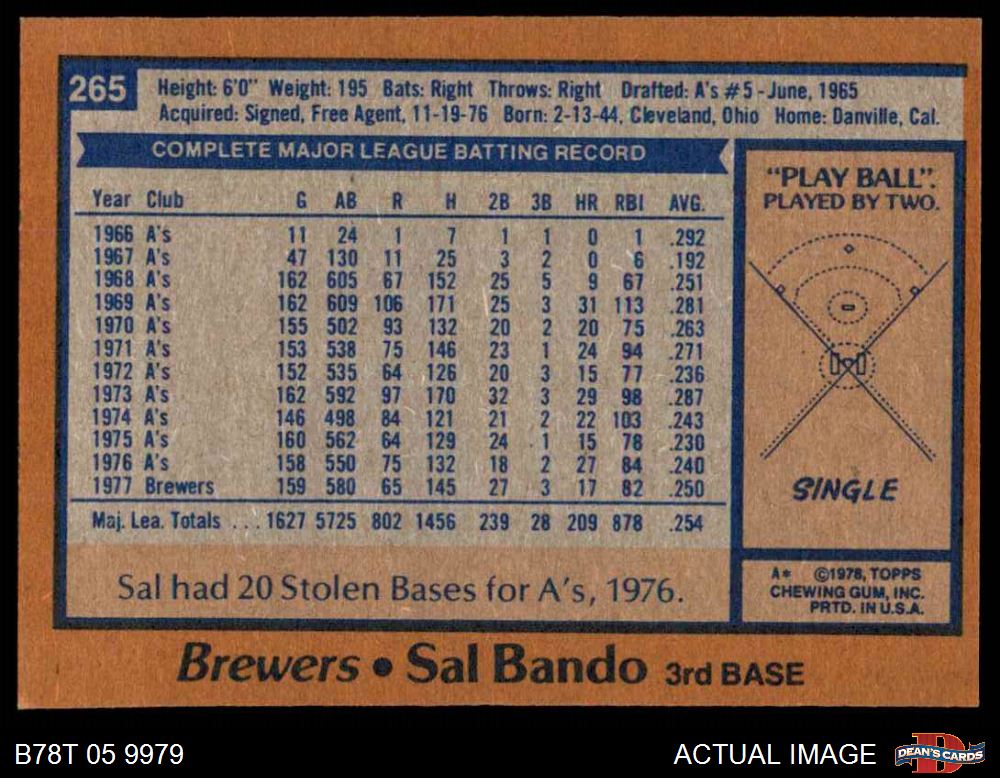 265
Height: 6'0" Weight: 195 Bats: Right Throws: Right Drafted: A's #5 - June, 1965
Acquired: Signed, Free Agent, 11-19-76 Born: 2-13-44, Cleveland, Ohio Home: Danville, Cal.
COMPLETE MAJOR LEAGUE BATTING RECORD
Year Club G AB R H 2B 3B HR RBI AVG.
1966 A's 11 24 1 7 1 1 0 1 .292
1967 A's 47 130 11 25 3 2 0 6 .192
1968 A's 162 605 67 152 25 5 9 67 .251
1969 A's 162 609 106 171 25 3 31 113 .281
1970 A's 155 502 93 132 20 2 20 75 .263
1971 A's 153 538 75 146 23 1 24 94 .271
1972 A's 152 535 64 126 20 3 15 77 .236
1973 A's 162 592 97 170 32 3 29 98 .287
1974 A's 146 498 84 121 21 2 22 103 .243
1975 A's 160 562 64 129 24 1 15 78 .230
1976 A's 158 550 75 132 18 2 27 84 .240
1977 Brewers 159 580 65 145 27 3 17 82 .250
Maj. Lea. Totals ... 1627 5725 802 1456 239 28 209 878 .254
Sal had 20 Stolen Bases for A's, 1976.
"PLAY BALL".
PLAYED BY TWO.
SINGLE
A* ©1978, TOPPS
CHEWING GUM, INC.
PRTD. IN U.S.A.
Brewers • Sal Bando 3rd BASE
B78T 05 9979
ACTUAL IMAGE
DEAN'S CARDS